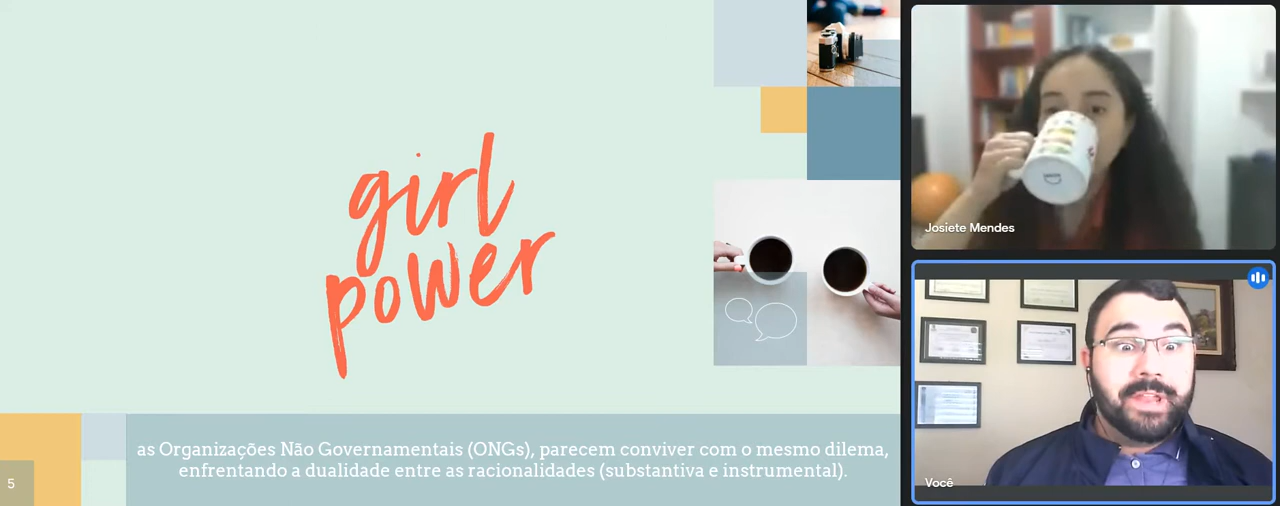 girl
power
as Organizações Não Governamentais (ONGs), parecem conviver com o mesmo dilema,
enfrentando a dualidade entre as racionalidades (substantiva e instrumental).
5
Josiete Mendes
Você